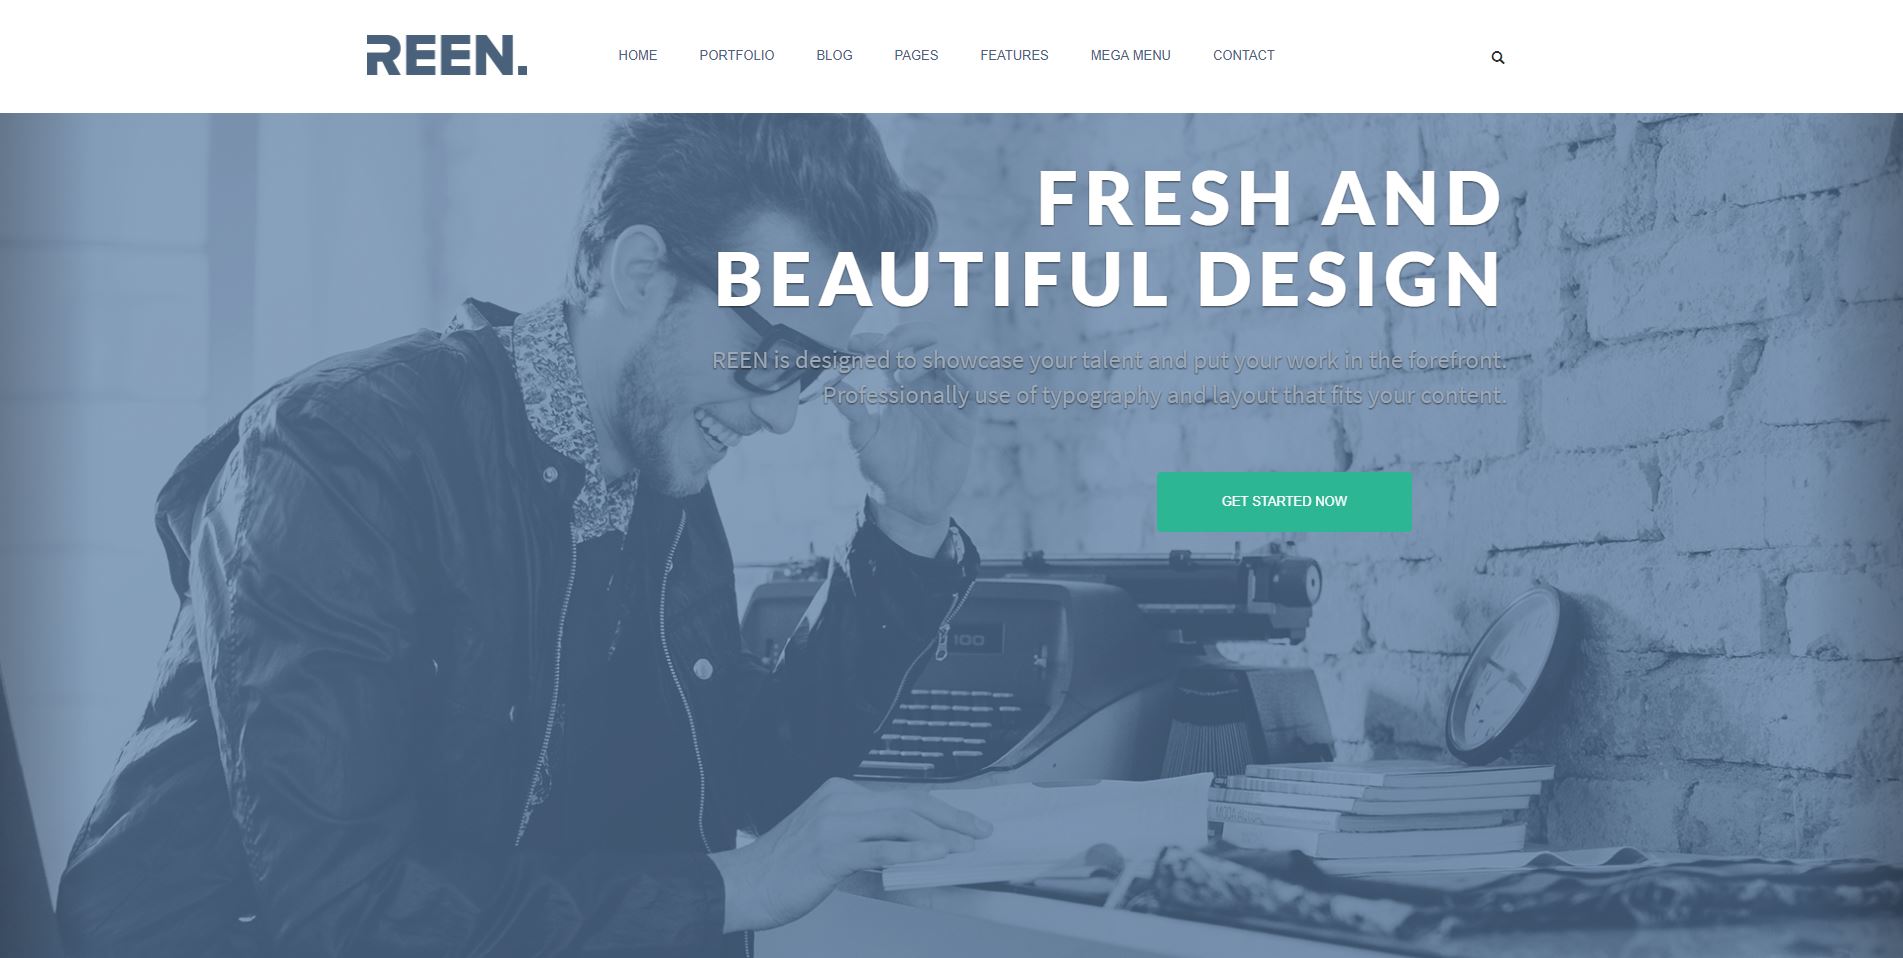 REEN.
HOME PORTFOLIO BLOG PAGES FEATURES MEGA MENU CONTACT
FRESH AND
BEAUTIFUL DESIGN
REEN is designed to showcase your talent and put your work in the forefront.
Professionally use of typography and layout that fits your content.
GET STARTED NOW
100